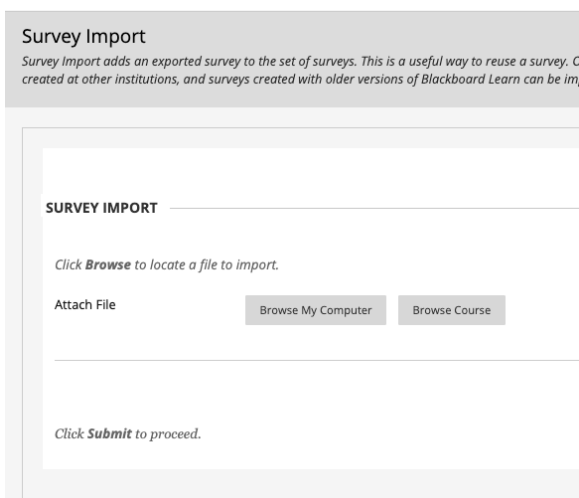 Survey Import
Survey Import adds an exported survey to the set of surveys. This is a useful way to reuse a survey.
created at other institutions, and surveys created with older versions of Blackboard Learn can be
SURVEY IMPORT
Click Browse to locate a file to import.
Attach File
Browse My Computer
Browse Course
Click Submit to proceed.